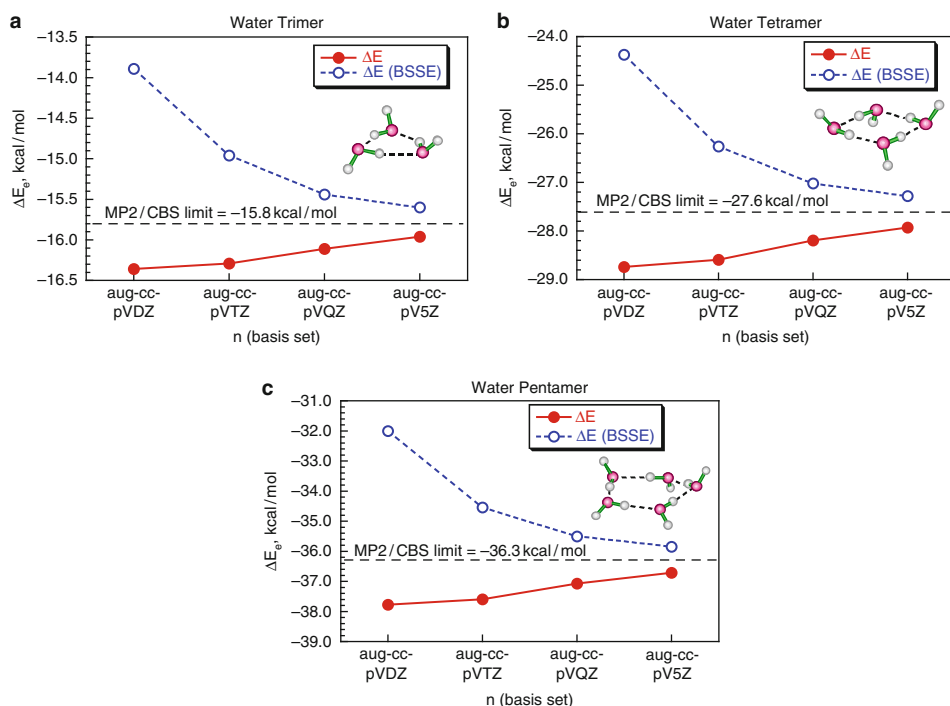 a
Water Trimer
−13.5
−14.0
−14.5
−15.0
−15.5
−16.0
−16.5
ΔEe, kcal/mol
ΔE
ΔE (BSSE)
MP2/CBS limit = −15.8 kcal/mol
aug-cc- aug-cc- aug-cc- aug-cc-
pVDZ pVTZ pVQZ pV5Z
n (basis set)
b
Water Tetramer
−24.0
−25.0
−26.0
−27.0
−28.0
−29.0
ΔEe, kcal/mol
ΔE
ΔE (BSSE)
MP2/CBS limit = −27.6 kcal/mol
aug-cc- aug-cc- aug-cc- aug-cc-
pVDZ pVTZ pVQZ pV5Z
n (basis set)
c
Water Pentamer
−31.0
−32.0
−33.0
−34.0
−35.0
−36.0
−37.0
−38.0
−39.0
ΔEe, kcal/mol
ΔE
ΔE (BSSE)
MP2/CBS limit = −36.3 kcal/mol
aug-cc- aug-cc- aug-cc- aug-cc-
pVDZ pVTZ pVQZ pV5Z
n (basis set)